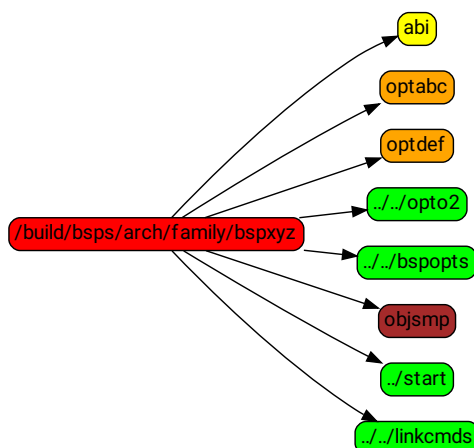 abi
optabc
optdef
../../opto2
/build/bsps/arch/family/bspxyz
../../bspopts
objsmp
../start
../../linkcmds